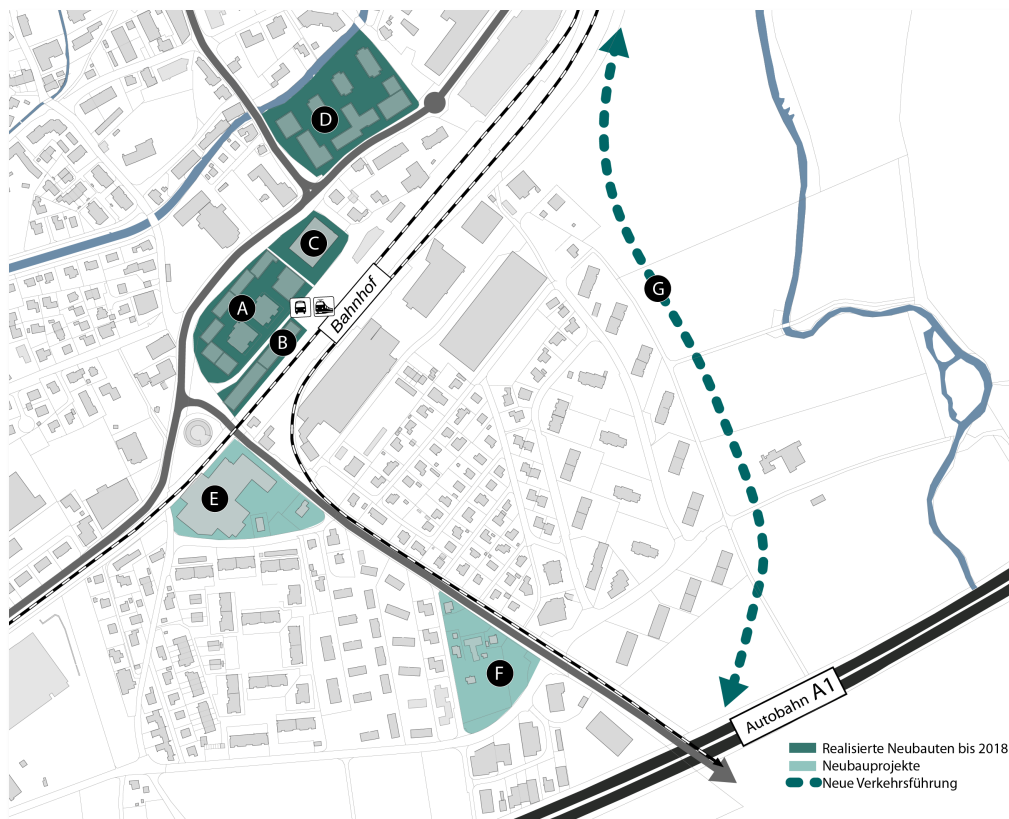 D
C
G
A
Bahnhof
B
E
F
Autobahn A1
Realisierte Neubauten bis 2018
Neubauprojekte
Neue Verkehrsführung